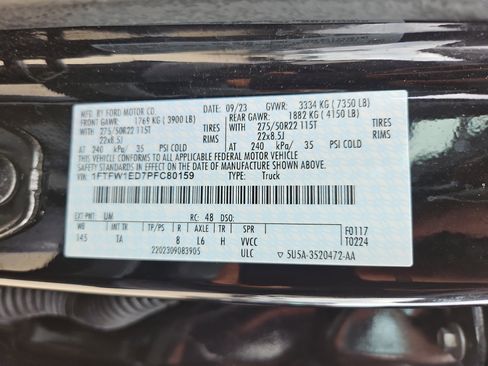 MFD. BY FORD MOTOR CO.
DATE: 09/23 GVWR: 3334 KG ( 7350 LB)
FRONT GAWR: 1769 KG ( 3900 LB) REAR GAWR: 1882 KG ( 4150 LB)
WITH 275/50R22 115T TIRES WITH 275/50R22 115T TIRES
22x8.5J RIMS 22x8.5J
AT 240 kPa/ 35 PSI COLD AT 240 kPa/ 35 PSI COLD
THIS VEHICLE CONFORMS TO ALL APPLICABLE FEDERAL MOTOR VEHICLE
SAFETY STANDARDS IN EFFECT ON THE DATE OF MANUFACTURE SHOWN ABOVE.
VIN: 1FTFW1ED7PFC80159 TYPE: Truck
EXT PNT: UM RC: 48 DSO:
WB INT TR TP/PS R AXLE TR SPR F0117
145 TA 8 L6 H VVCC T0224
2202309083905 ULC 5U5A-3520472-AA